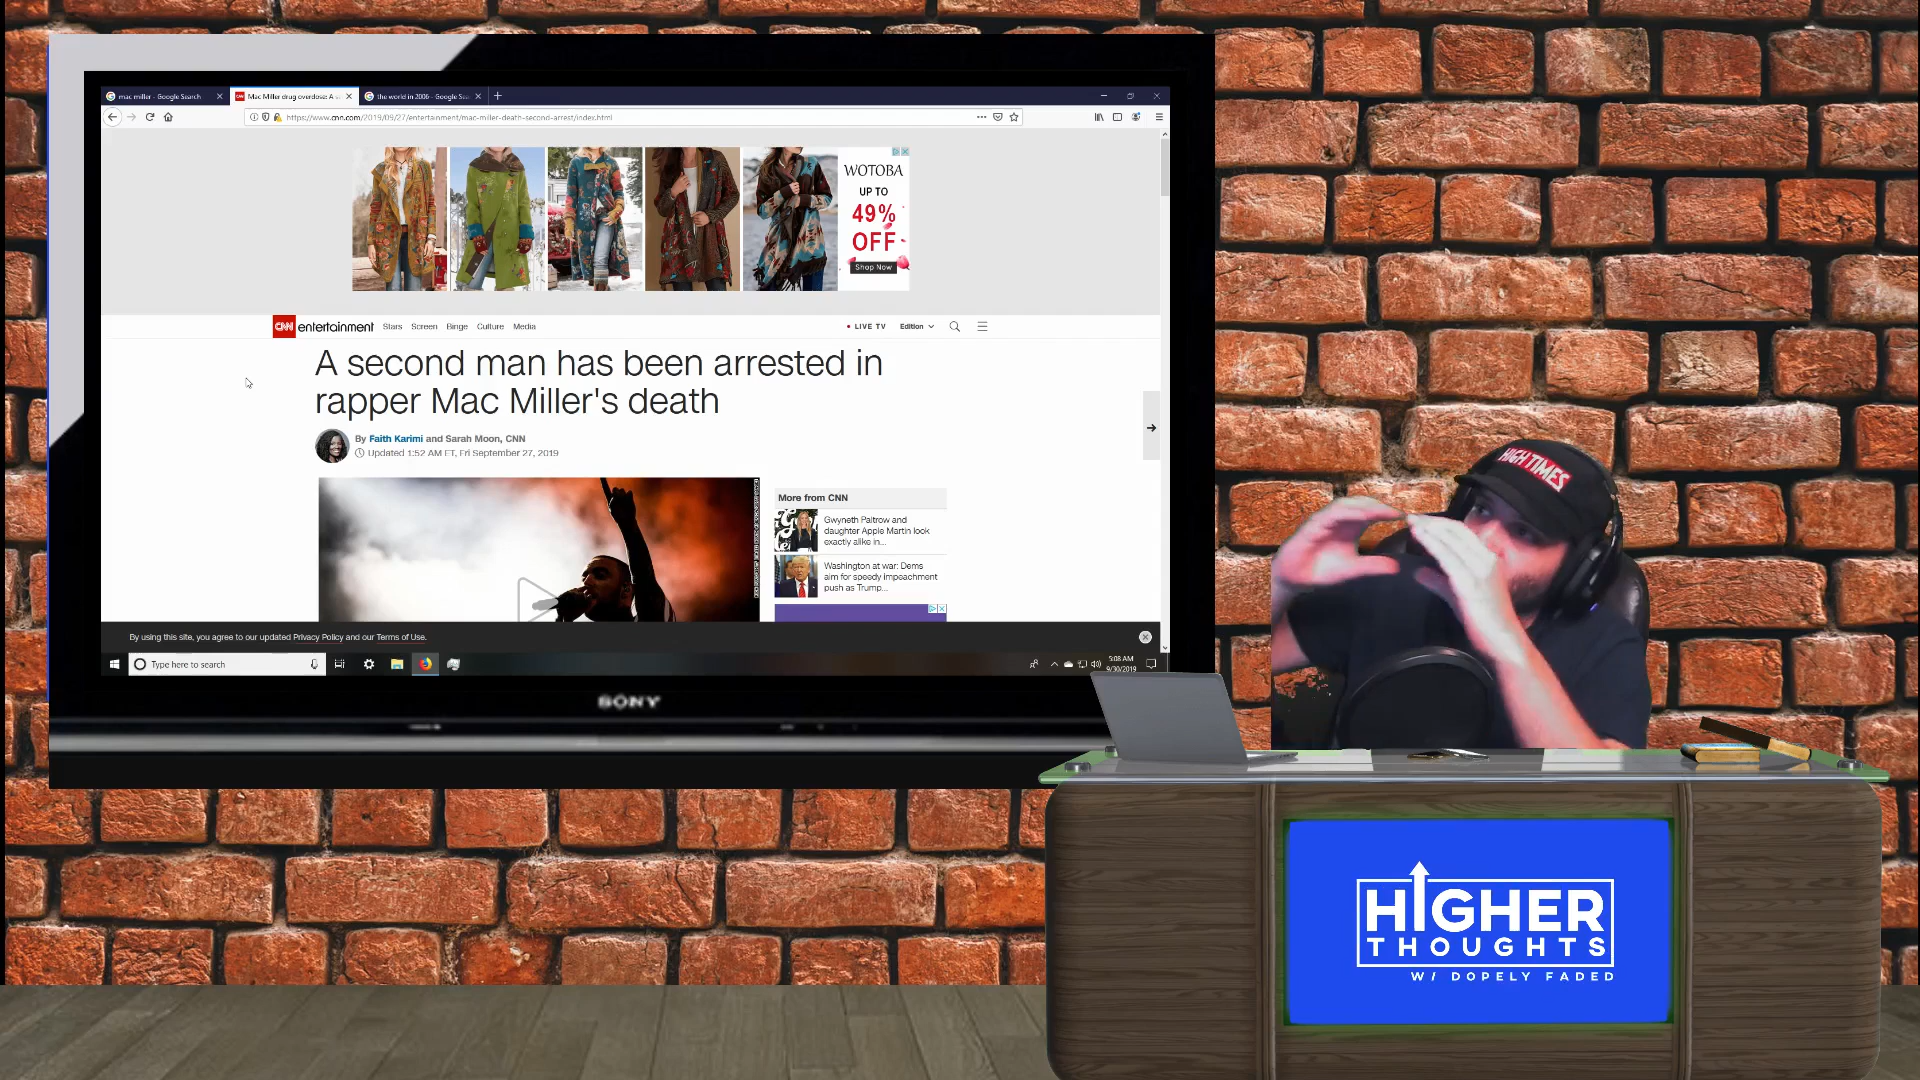 mac miller - Google Search
Mac Miller drug overdose: A s
the world in 2006 - Google Sea
https://www.cnn.com/2019/09/27/entertainment/mac-miller-death-second-arrest/index.html
WOTOBA
UP TO
49%
OFF
Shop Now
CNN entertainment Stars Screen Binge Culture Media
LIVE TV Edition
A second man has been arrested in
rapper Mac Miller's death
By Faith Karimi and Sarah Moon, CNN
Updated 1:52 AM ET, Fri September 27, 2019
More from CNN
Gwyneth Paltrow and
daughter Apple Martin look
exactly alike in...
Washington at war: Dems
aim for speedy impeachment
push as Trump...
By using this site, you agree to our updated Privacy Policy and our Terms of Use.
Type here to search
5:08 AM
9/30/2019
SONY
HIGH TIMES
HIGHER
THOUGHTS
W/ DOPELY FADED